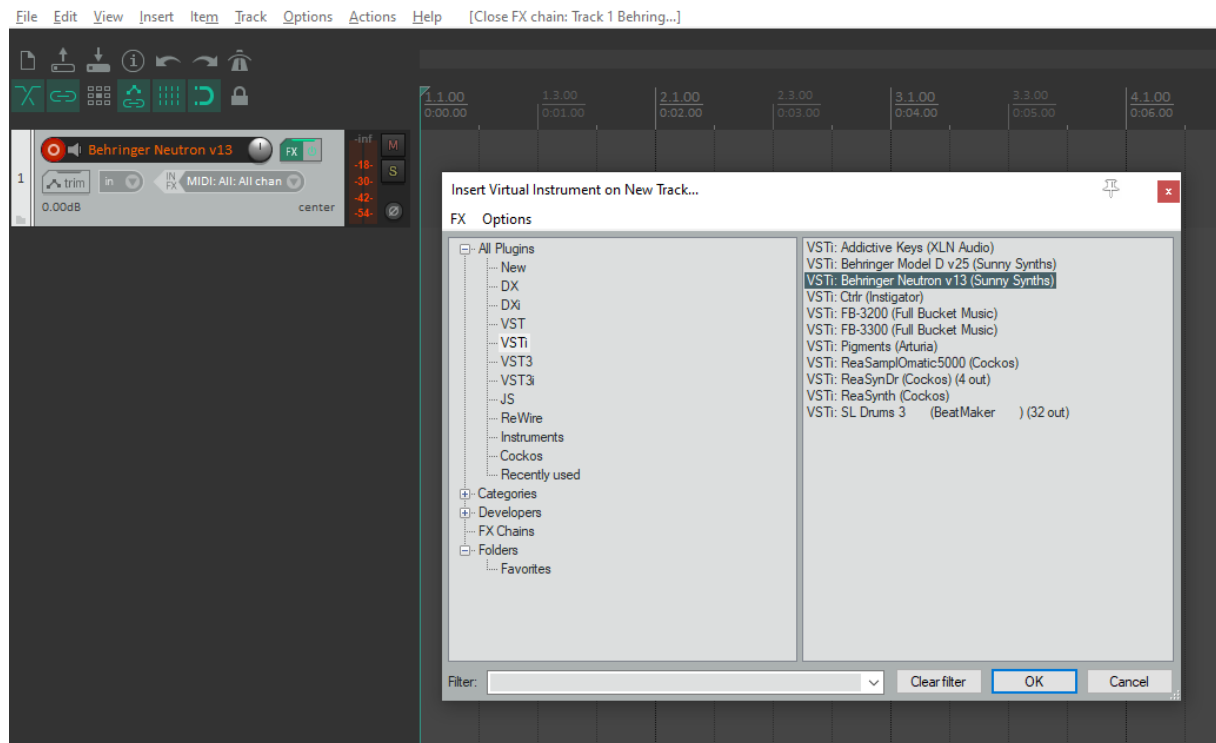 File Edit View Insert Item Track Options Actions Help [Close FX chain: Track 1 Behring...]
1.1.00 1.3.00 2.1.00 2.3.00 3.1.00 3.3.00 4.1.00
0:00.00 0:01.00 0:02.00 0:03.00 0:04.00 0:05.00 0:06.00
Behringer Neutron v13 FX -inf M
-18- S
1 trim in IN FX MIDI: All: All chan -30-
-42-
0.00dB center -54- Ø
Insert Virtual Instrument on New Track... x
FX Options
All Plugins
New
DX
DXi
VST
VSTi
VST3
VST3i
JS
ReWire
Instruments
Cockos
Recently used
Categories
Developers
FX Chains
Folders
Favorites
VSTi: Addictive Keys (XLN Audio)
VSTi: Behringer Model D v25 (Sunny Synths)
VSTi: Behringer Neutron v13 (Sunny Synths)
VSTi: Ctrlr (Instigator)
VSTi: FB-3200 (Full Bucket Music)
VSTi: FB-3300 (Full Bucket Music)
VSTi: Pigments (Arturia)
VSTi: ReaSamplOmatic5000 (Cockos)
VSTi: ReaSynDr (Cockos) (4 out)
VSTi: ReaSynth (Cockos)
VSTi: SL Drums 3 (BeatMaker ) (32 out)
Filter: Clear filter OK Cancel